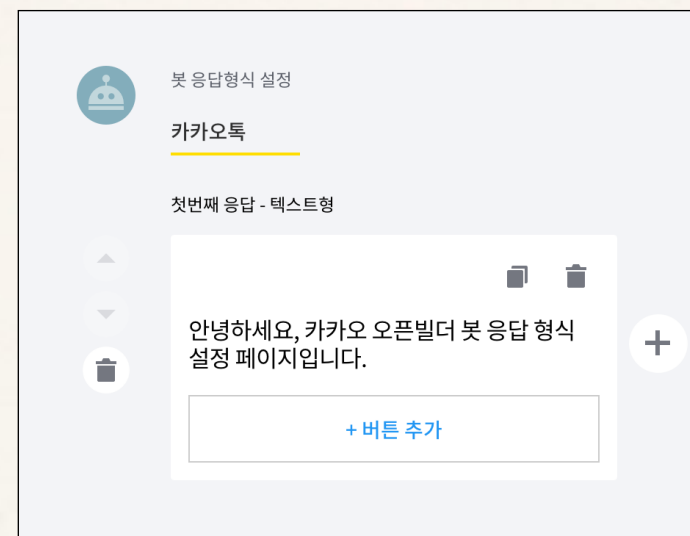 봇 응답형식 설정
카카오톡
첫번째 응답 - 텍스트형
안녕하세요, 카카오 오픈빌더 봇 응답 형식
설정 페이지입니다.
+ 버튼 추가